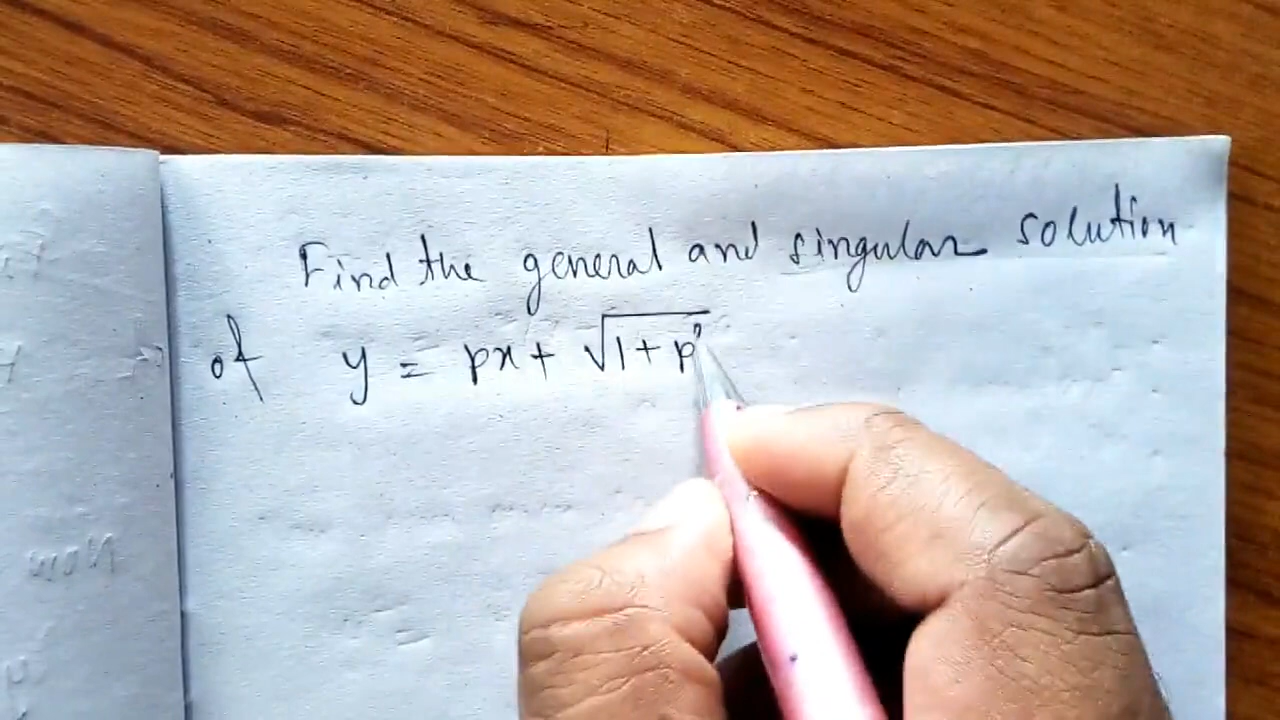 Find the general and singular solution
of y = px + √1+p²